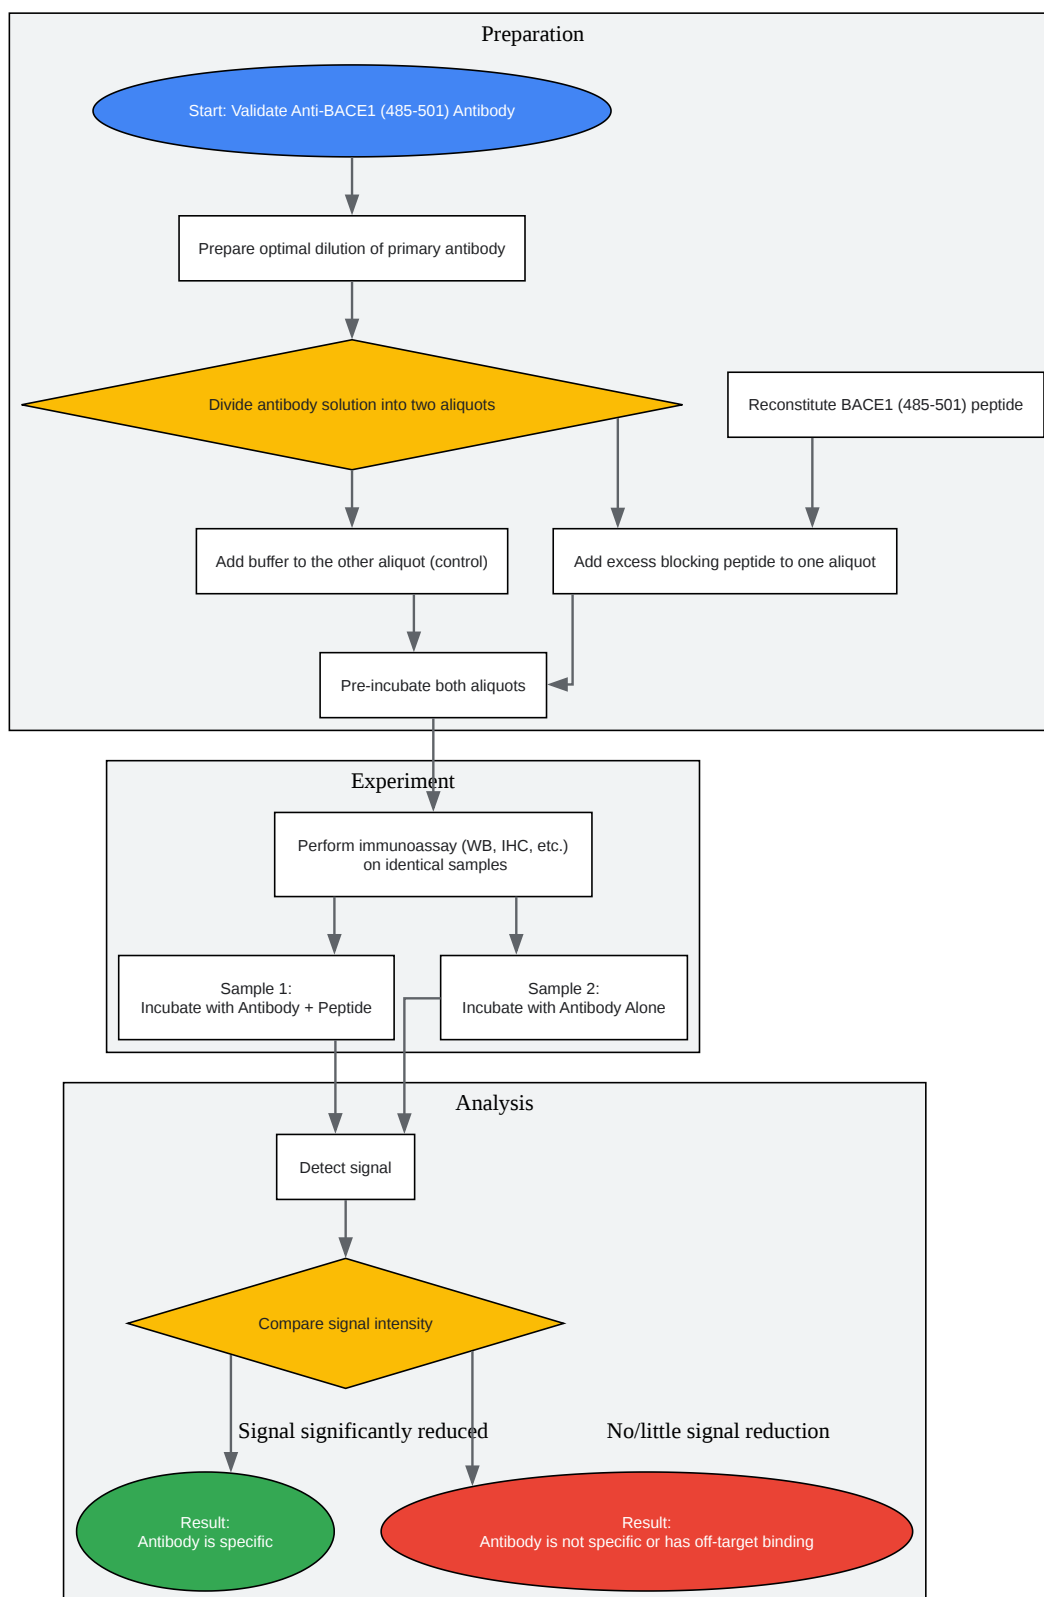 Preparation
Start: Validate Anti-BACE1 (485-501) Antibody
Prepare optimal dilution of primary antibody
Divide antibody solution into two aliquots
Reconstitute BACE1 (485-501) peptide
Add buffer to the other aliquot (control)
Add excess blocking peptide to one aliquot
Pre-incubate both aliquots
Experiment
Perform immunoassay (WB, IHC, etc.)
on identical samples
Sample 1:
Incubate with Antibody + Peptide
Sample 2:
Incubate with Antibody Alone
Analysis
Detect signal
Compare signal intensity
Signal significantly reduced
No/little signal reduction
Result:
Antibody is specific
Result:
Antibody is not specific or has off-target binding